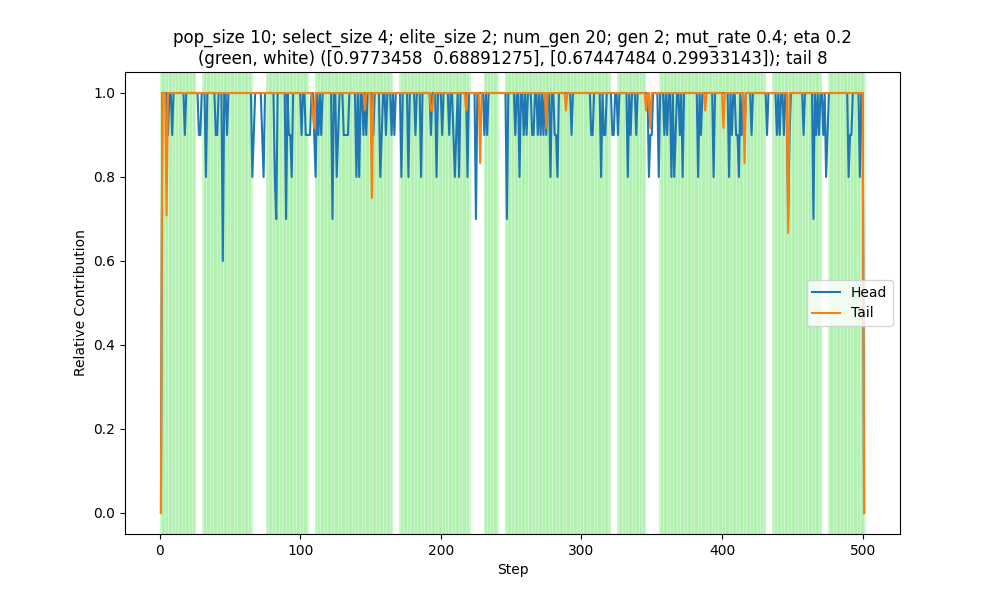 pop_size 10; select_size 4; elite_size 2; num_gen 20; gen 2; mut_rate 0.4; eta 0.2
(green, white) ([0.9773458  0.68891275], [0.67447484 0.29933143]); tail 8
1.0
0.8
0.6
0.4
0.2
0.0
Relative Contribution
Head
Tail
0
100
200
300
400
500
Step